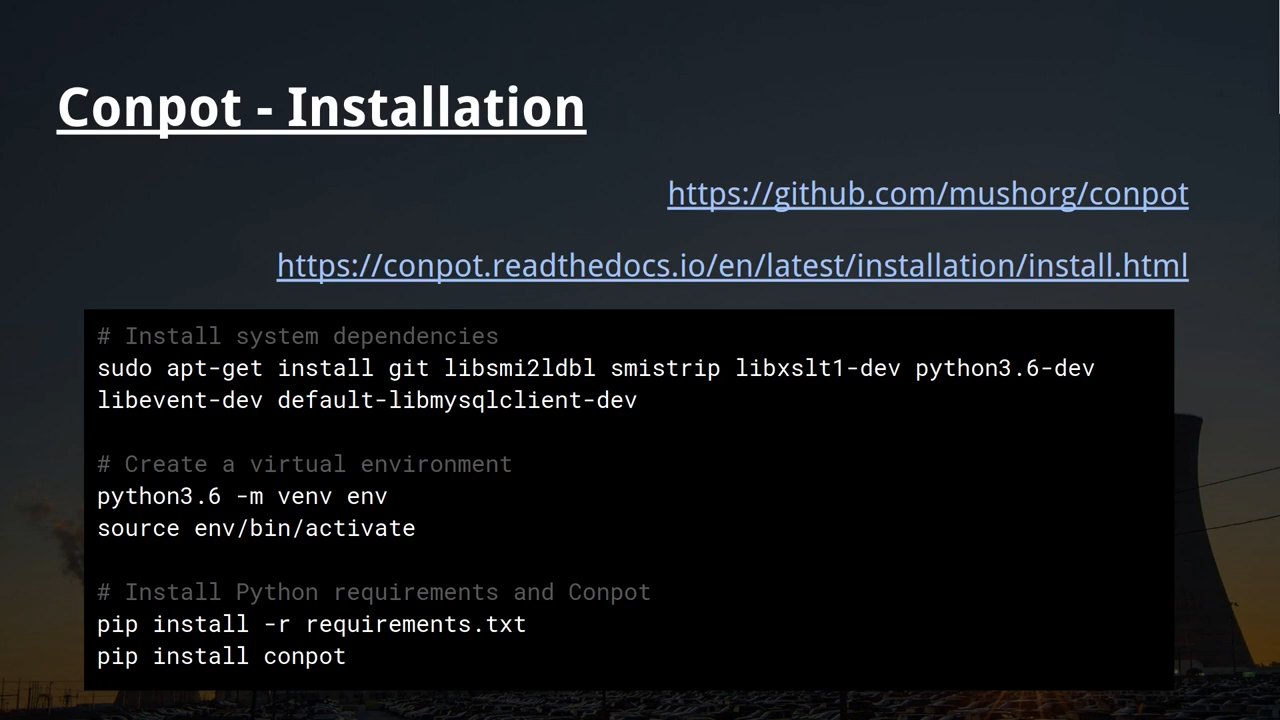 Conpot - Installation
https://github.com/mushorg/conpot
https://conpot.readthedocs.io/en/latest/installation/install.html
# Install system dependencies
sudo apt-get install git libsmi2ldbl smistrip libxslt1-dev python3.6-dev
libevent-dev default-libmysqlclient-dev
# Create a virtual environment
python3.6 -m venv env
source env/bin/activate
# Install Python requirements and Conpot
pip install -r requirements.txt
pip install conpot